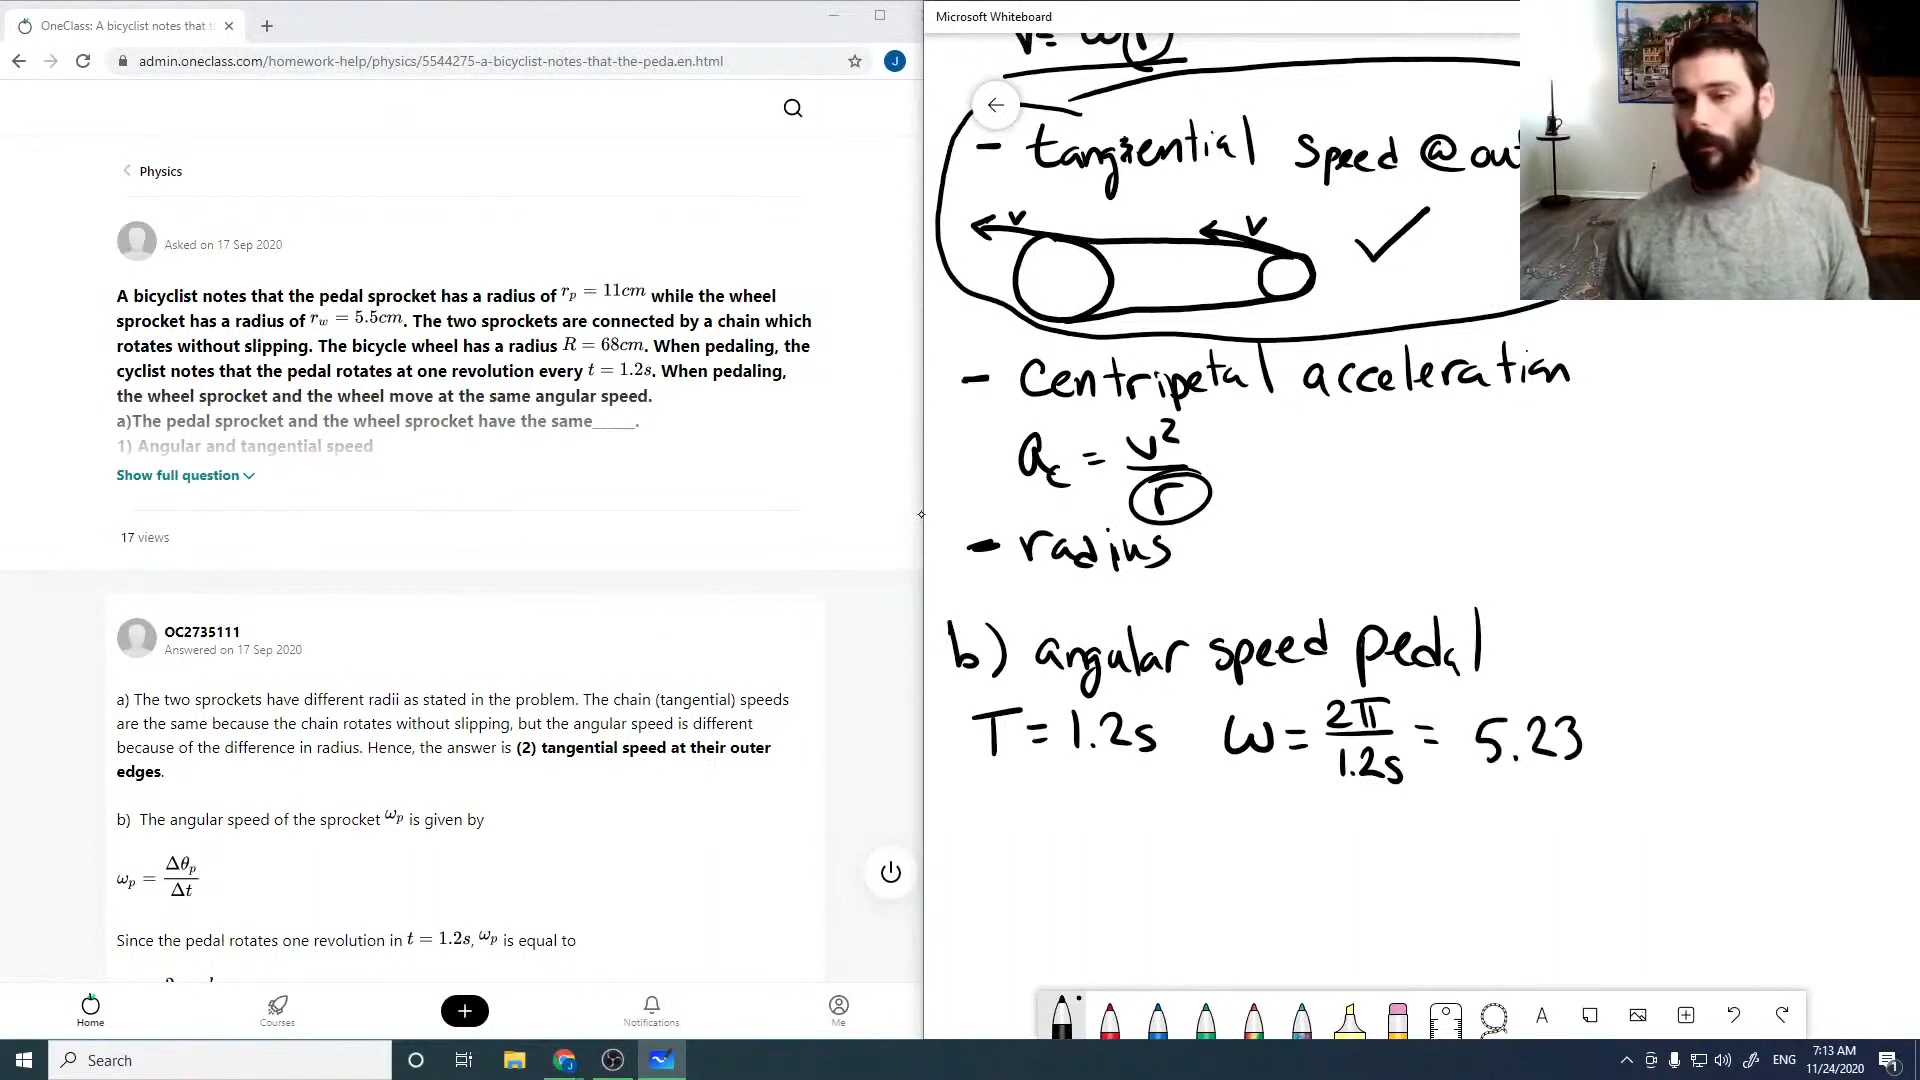 OneClass: A bicyclist notes that t
admin.oneclass.com/homework-help/physics/5544275-a-bicyclist-notes-that-the-peda.en.html
J
Physics
Asked on 17 Sep 2020
A bicyclist notes that the pedal sprocket has a radius of r_p = 11cm while the wheel
sprocket has a radius of r_w = 5.5cm. The two sprockets are connected by a chain which
rotates without slipping. The bicycle wheel has a radius R = 68cm. When pedaling, the
cyclist notes that the pedal rotates at one revolution every t = 1.2s. When pedaling,
the wheel sprocket and the wheel move at the same angular speed.
a)The pedal sprocket and the wheel sprocket have the same_____.
1) Angular and tangential speed
Show full question
17 views
OC2735111
Answered on 17 Sep 2020
a) The two sprockets have different radii as stated in the problem. The chain (tangential) speeds
are the same because the chain rotates without slipping, but the angular speed is different
because of the difference in radius. Hence, the answer is (2) tangential speed at their outer
edges.
b) The angular speed of the sprocket ω_p is given by
ω_p = Δθ_p / Δt
Since the pedal rotates one revolution in t = 1.2s, ω_p is equal to
Home
Courses
Notifications
Me
Microsoft Whiteboard
v = ω r
- tangential speed @ out
v v
- centripetal acceleration
a_c = v² / r
- radius
b) angular speed pedal
T = 1.2s ω = 2π / 1.2s = 5.23
A
Search
ENG
7:13 AM
11/24/2020
1